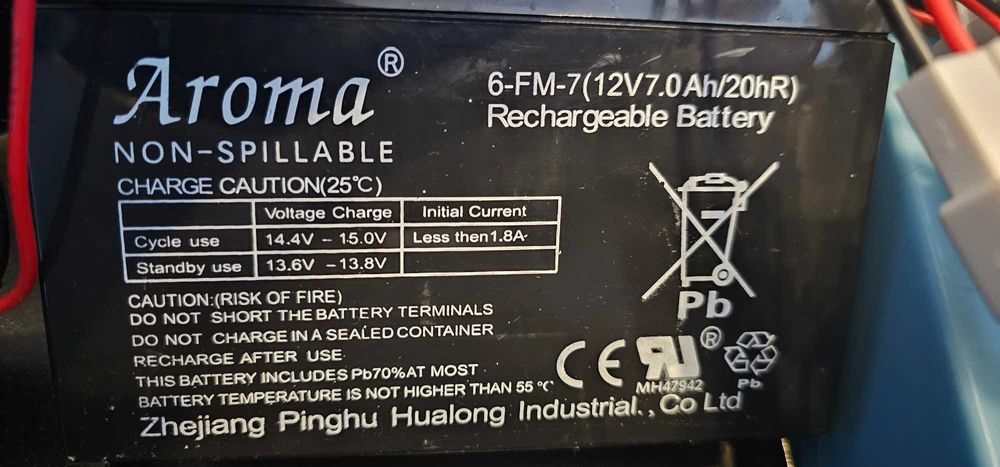 Aroma®
6-FM-7(12V7.0Ah/20hR)
Rechargeable Battery
NON-SPILLABLE
CHARGE CAUTION(25℃)
Voltage Charge Initial Current
Cycle use 14.4V - 15.0V Less then1.8A
Standby use 13.6V -13.8V
Pb
CAUTION:(RISK OF FIRE)
DO NOT SHORT THE BATTERY TERMINALS
DO NOT CHARGE IN A SEALED CONTAINER
RECHARGE AFTER USE
THIS BATTERY INCLUDES Pb70%AT MOST
BATTERY TEMPERATURE IS NOT HIGHER THAN 55 ℃
CE RU®
MH47942
Pb
Zhejiang Pinghu Hualong Industrial., Co Ltd